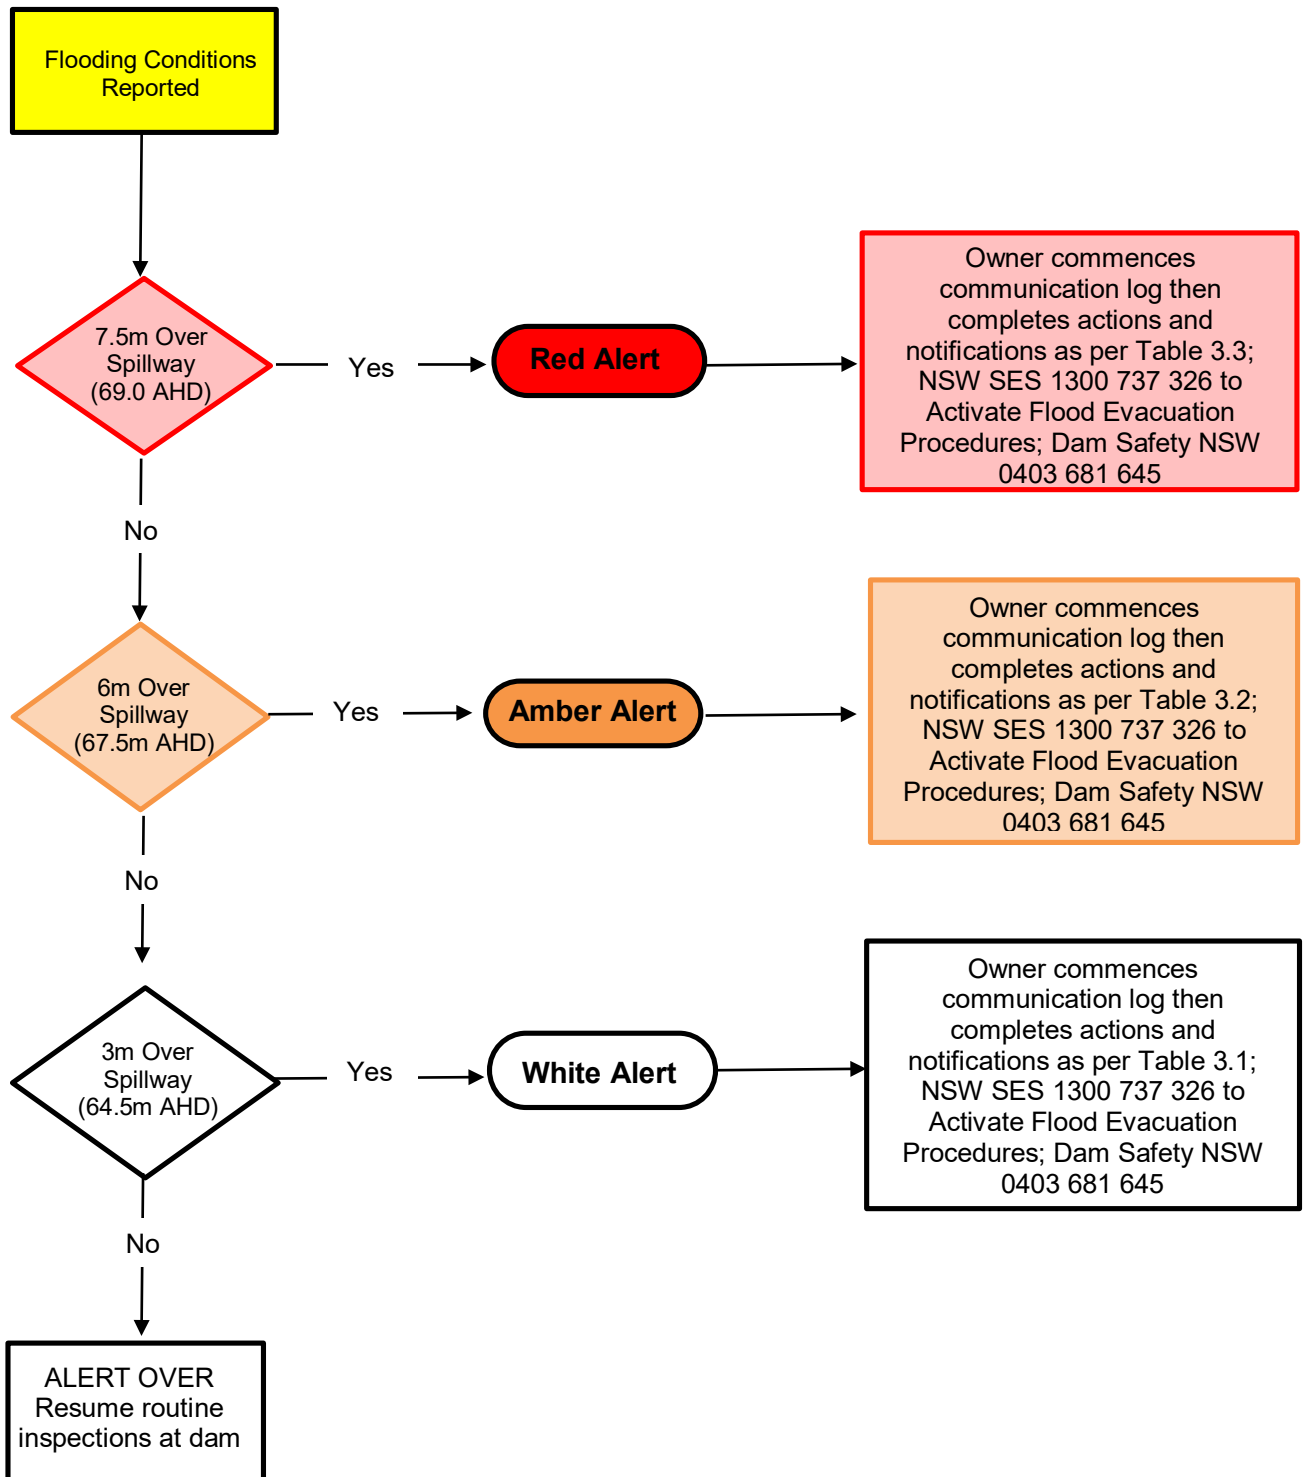 Flooding Conditions
Reported
7.5m Over
Spillway
(69.0 AHD)
Yes
Red Alert
Owner commences
communication log then
completes actions and
notifications as per Table 3.3;
NSW SES 1300 737 326 to
Activate Flood Evacuation
Procedures; Dam Safety NSW
0403 681 645
No
6m Over
Spillway
(67.5m AHD)
Yes
Amber Alert
Owner commences
communication log then
completes actions and
notifications as per Table 3.2;
NSW SES 1300 737 326 to
Activate Flood Evacuation
Procedures; Dam Safety NSW
0403 681 645
No
3m Over
Spillway
(64.5m AHD)
Yes
White Alert
Owner commences
communication log then
completes actions and
notifications as per Table 3.1;
NSW SES 1300 737 326 to
Activate Flood Evacuation
Procedures; Dam Safety NSW
0403 681 645
No
ALERT OVER
Resume routine
inspections at dam